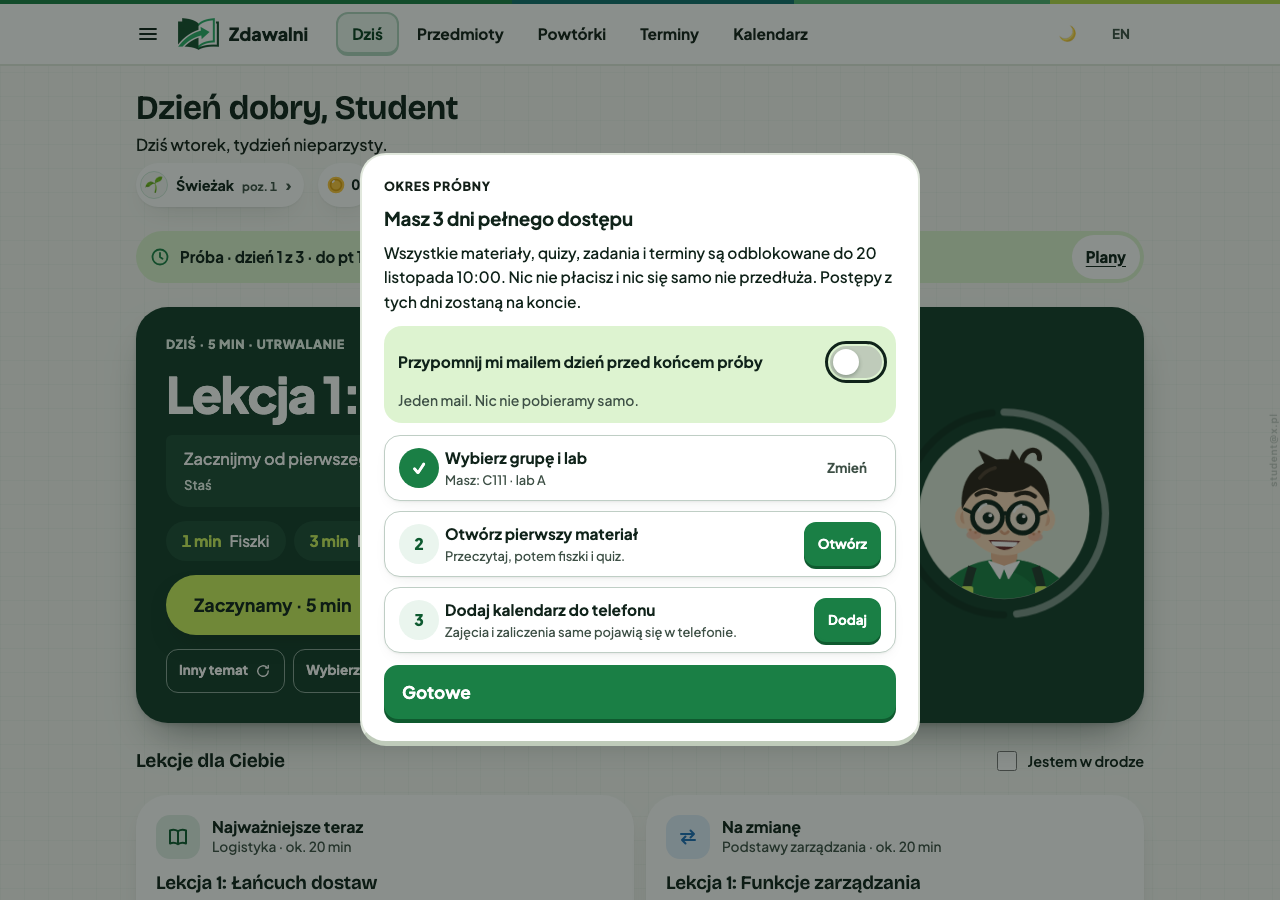 Zdawalni
Dziś
Przedmioty
Powtórki
Terminy
Kalendarz
EN
Dzień dobry, Student
Dziś wtorek, tydzień nieparzysty.
Świeżak poz. 1 ›
0
Próba · dzień 1 z 3 · do pt 1
Plany
DZIŚ · 5 MIN · UTRWALANIE
Lekcja 1:
Zacznijmy od pierwszej
Staś
1 min Fiszki
3 min
Zaczynamy · 5 min
Inny temat
Wybierz
OKRES PRÓBNY
Masz 3 dni pełnego dostępu
Wszystkie materiały, quizy, zadania i terminy są odblokowane do 20
listopada 10:00. Nic nie płacisz i nic się samo nie przedłuża. Postępy z
tych dni zostaną na koncie.
Przypomnij mi mailem dzień przed końcem próby
Jeden mail. Nic nie pobieramy samo.
Wybierz grupę i lab
Masz: C111 · lab A
Zmień
2
Otwórz pierwszy materiał
Przeczytaj, potem fiszki i quiz.
Otwórz
3
Dodaj kalendarz do telefonu
Zajęcia i zaliczenia same pojawią się w telefonie.
Dodaj
Gotowe
student@x.pl
Lekcje dla Ciebie
Jestem w drodze
Najważniejsze teraz
Logistyka · ok. 20 min
Lekcja 1: Łańcuch dostaw
Na zmianę
Podstawy zarządzania · ok. 20 min
Lekcja 1: Funkcje zarządzania